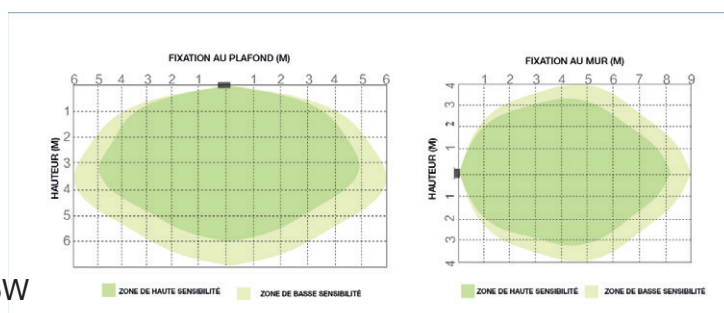 FIXATION AU PLAFOND (M)
6 5 4 3 2 1 1 2 3 4 5 6
HAUTEUR (M)
1
2
3
4
5
6
ZONE DE HAUTE SENSIBILITÉ ZONE DE BASSE SENSIBILITÉ
FIXATION AU MUR (M)
1 2 3 4 5 6 7 8 9
HAUTEUR (M)
4
3
2
1
1
2
3
4
ZONE DE HAUTE SENSIBILITÉ ZONE DE BASSE SENSIBILITÉ
W